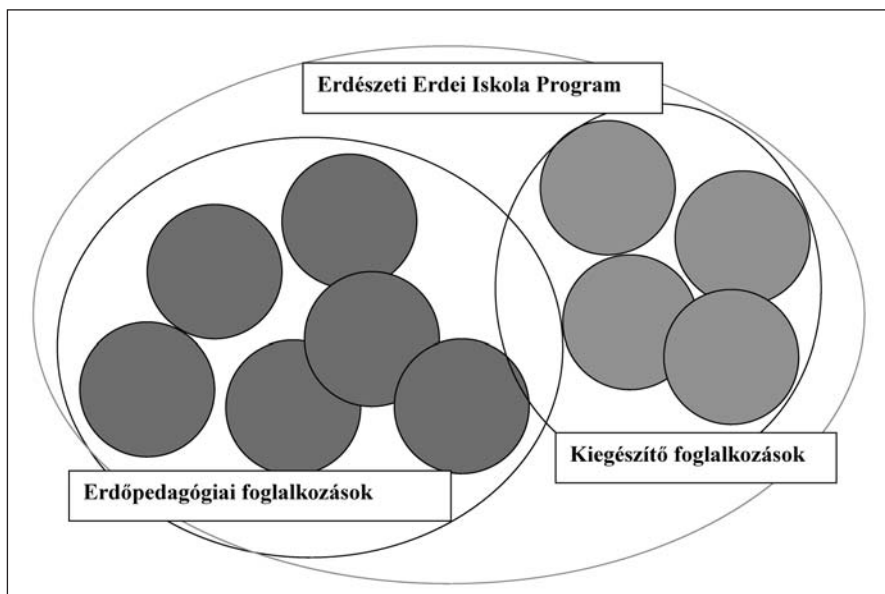 Erdészeti Erdei Iskola Program
Kiegészítő foglalkozások
Erdőpedagógiai foglalkozások